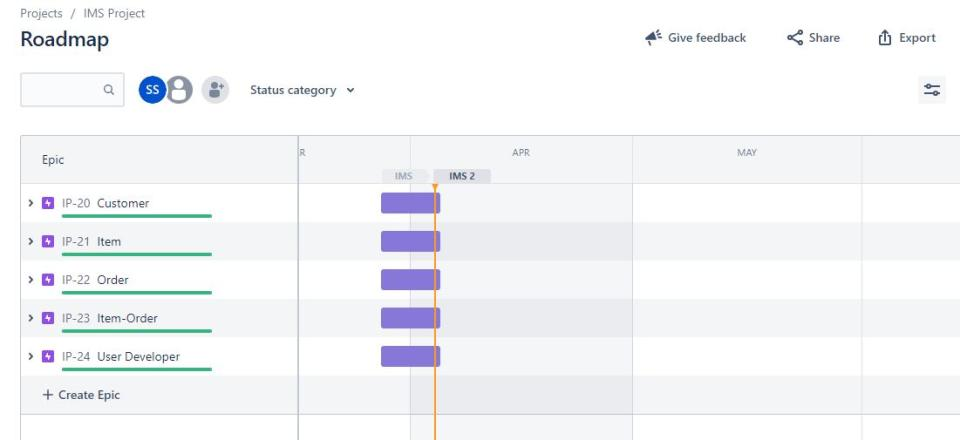 Projects / IMS Project
Roadmap
Give feedback Share Export
SS Status category
Epic
R APR MAY
IMS IMS 2
IP-20 Customer
IP-21 Item
IP-22 Order
IP-23 Item-Order
IP-24 User Developer
+ Create Epic